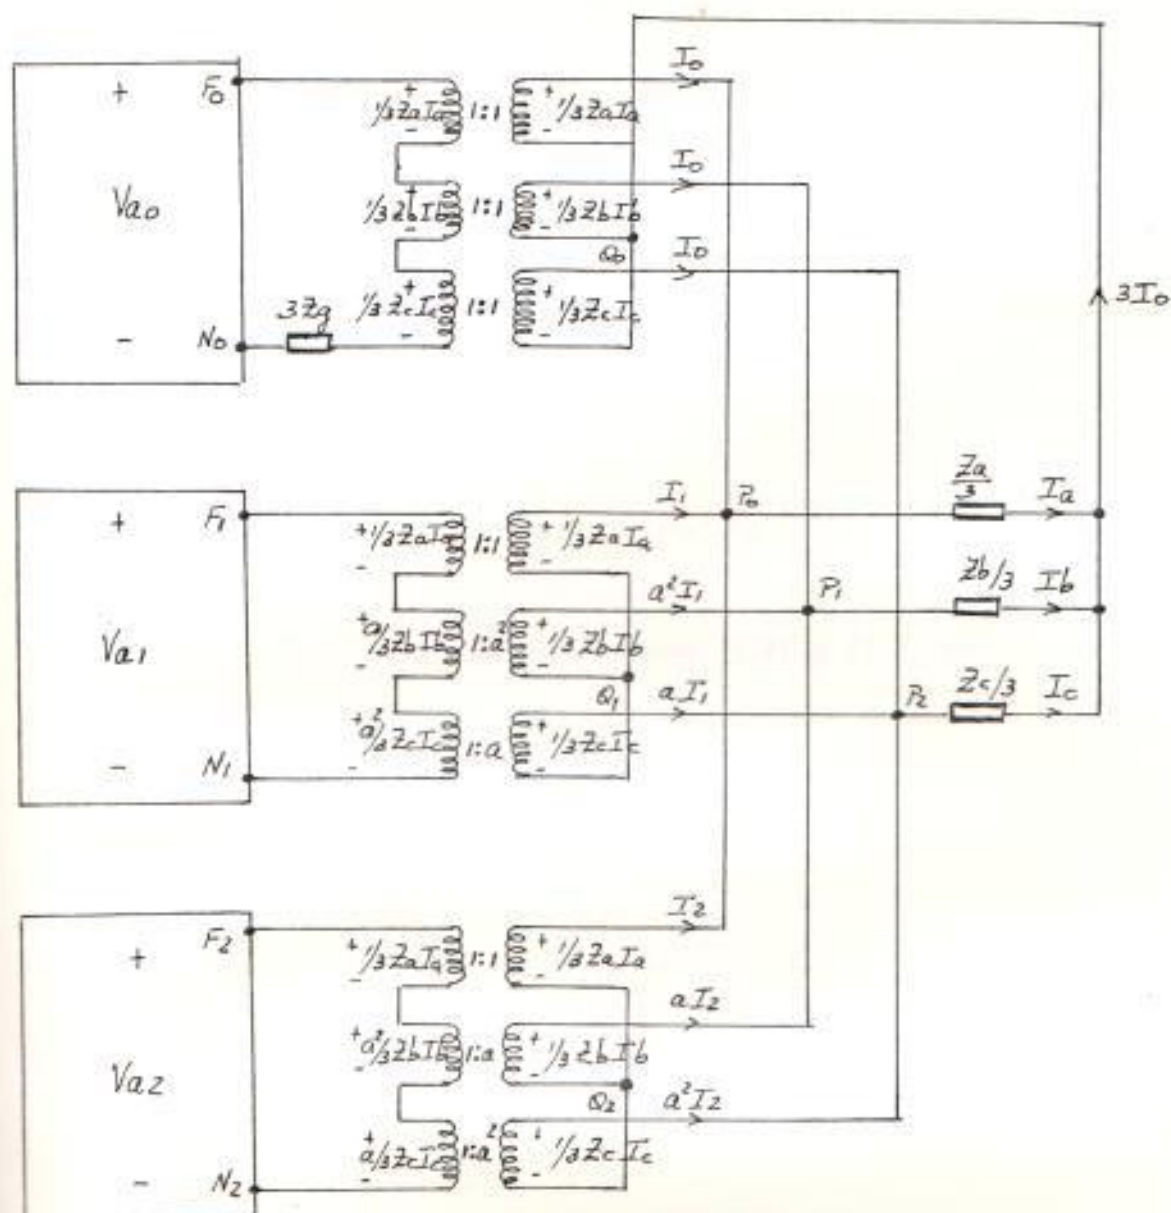 I₀
+ F₀ + ⅓ZaIa - 1:1 + ⅓ZaIa -
I₀
Va₀ + ⅓ZbIb - 1:1 + ⅓ZbIb -
Q₀ I₀
3Zg + ⅓ZcIc - 1:1 + ⅓ZcIc -
3I₀
- N₀
Za/3 Ia
+ F₁ + ⅓ZaIa - 1:1 + ⅓ZaIa - I₁ P₀
Zb/3 Ib
a²I₁ P₁
Va₁ + a/3ZbIb - 1:a² + ⅓ZbIb -
Q₁ aI₁ P₂ Zc/3 Ic
+ a²/3ZcIc - 1:a + ⅓ZcIc -
- N₁
I₂
+ F₂ + ⅓ZaIa - 1:1 + ⅓ZaIa -
aI₂
Va₂ + a²/3ZbIb - 1:a + ⅓ZbIb -
Q₂ a²I₂
+ a/3ZcIc - 1:a² + ⅓ZcIc -
- N₂